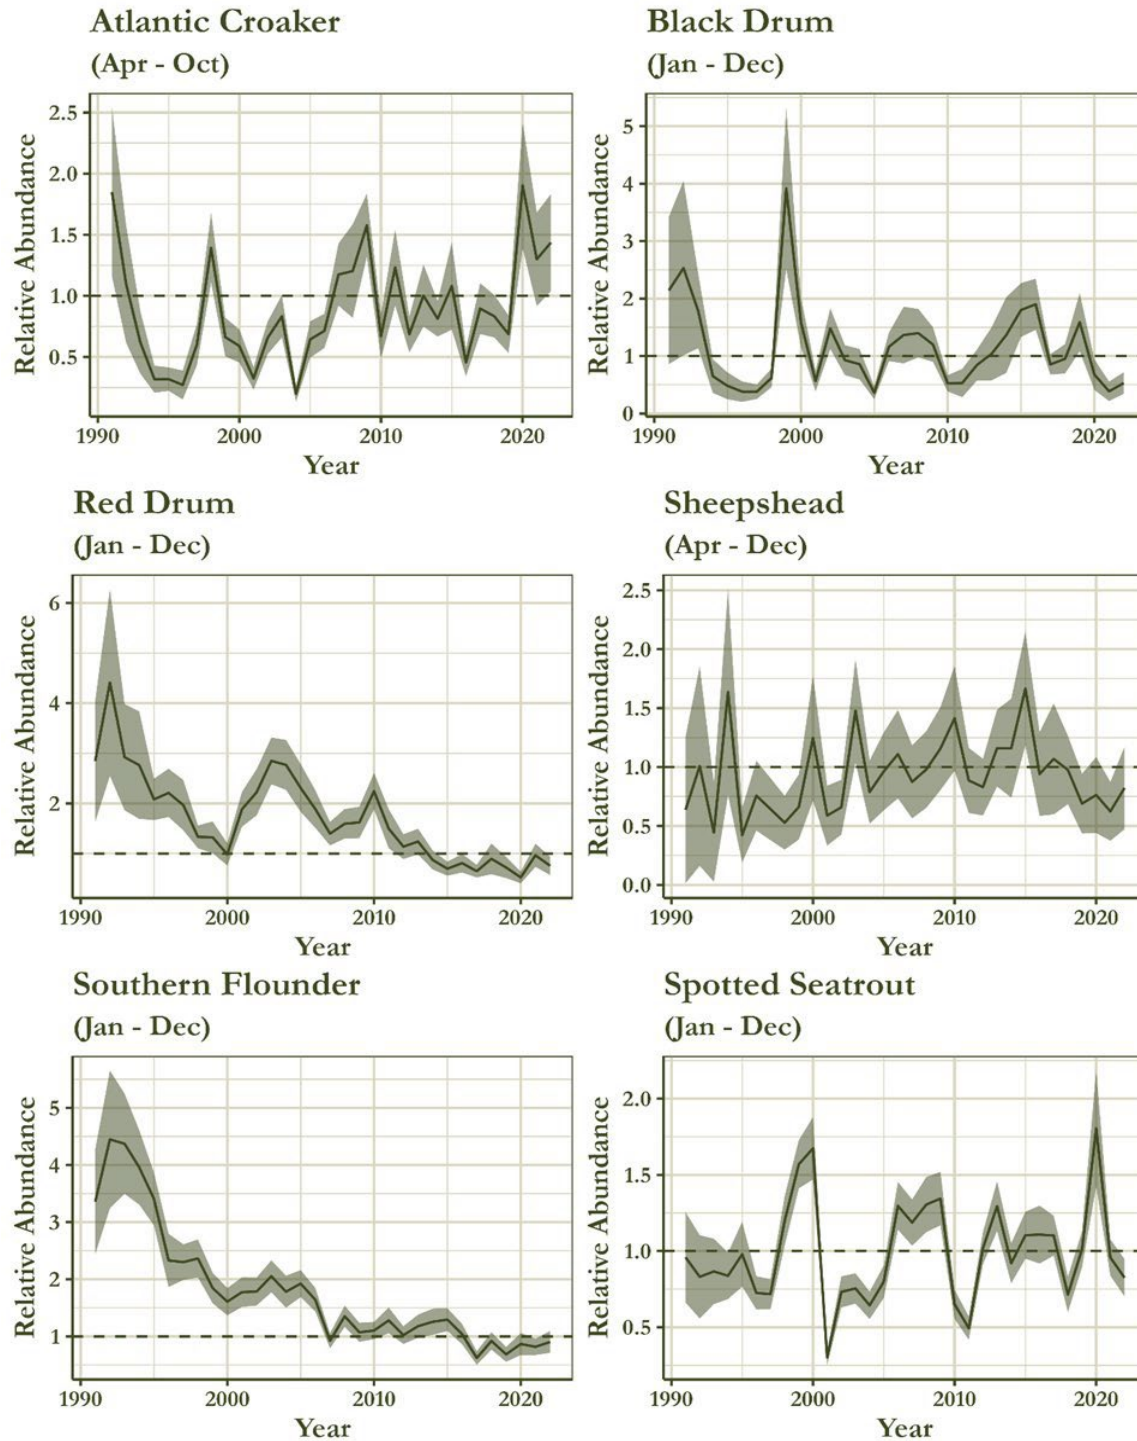 Atlantic Croaker
(Apr - Oct)
Relative Abundance
2.5
2.0
1.5
1.0
0.5
1990 2000 2010 2020
Year
Black Drum
(Jan - Dec)
Relative Abundance
5
4
3
2
1
0
1990 2000 2010 2020
Year
Red Drum
(Jan - Dec)
Relative Abundance
6
4
2
1990 2000 2010 2020
Year
Sheepshead
(Apr - Dec)
Relative Abundance
2.5
2.0
1.5
1.0
0.5
0.0
1990 2000 2010 2020
Year
Southern Flounder
(Jan - Dec)
Relative Abundance
5
4
3
2
1
1990 2000 2010 2020
Year
Spotted Seatrout
(Jan - Dec)
Relative Abundance
2.0
1.5
1.0
0.5
1990 2000 2010 2020
Year